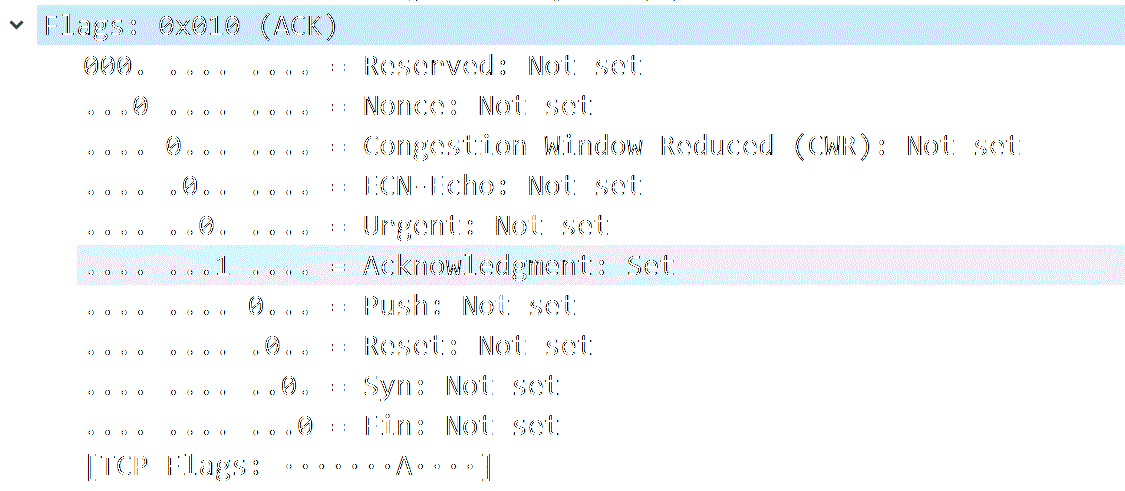 Flags: 0x010 (ACK)
000. .... .... = Reserved: Not set
...0 .... .... = Nonce: Not set
.... 0... .... = Congestion Window Reduced (CWR): Not set
.... .0.. .... = ECN-Echo: Not set
.... ..0. .... = Urgent: Not set
.... ...1 .... = Acknowledgment: Set
.... .... 0... = Push: Not set
.... .... .0.. = Reset: Not set
.... .... ..0. = Syn: Not set
.... .... ...0 = Fin: Not set
[TCP Flags: ·······A····]